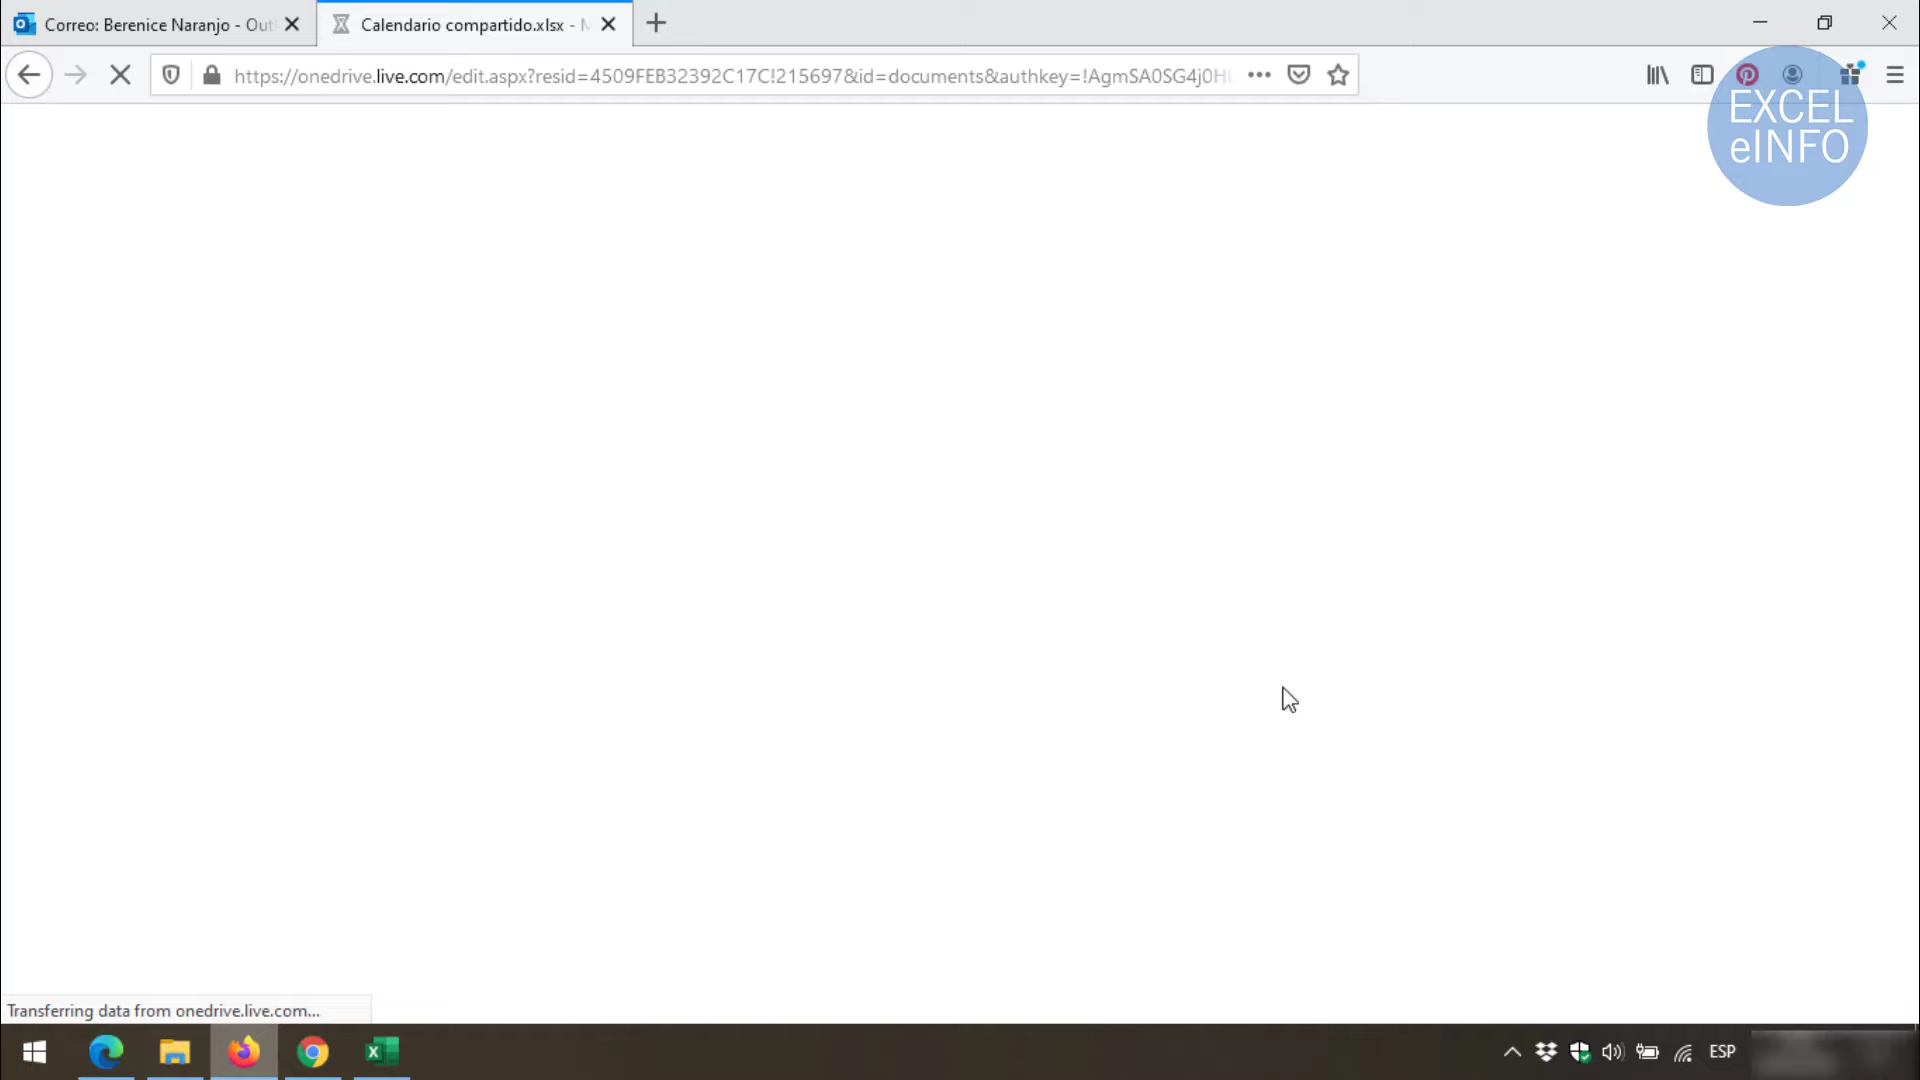 Correo: Berenice Naranjo - Out
Calendario compartido.xlsx - M
https://onedrive.live.com/edit.aspx?resid=4509FEB32392C17C!215697&id=documents&authkey=!AgmSA0SG4j0H
EXCEL
eINFO
Transferring data from onedrive.live.com...
ESP